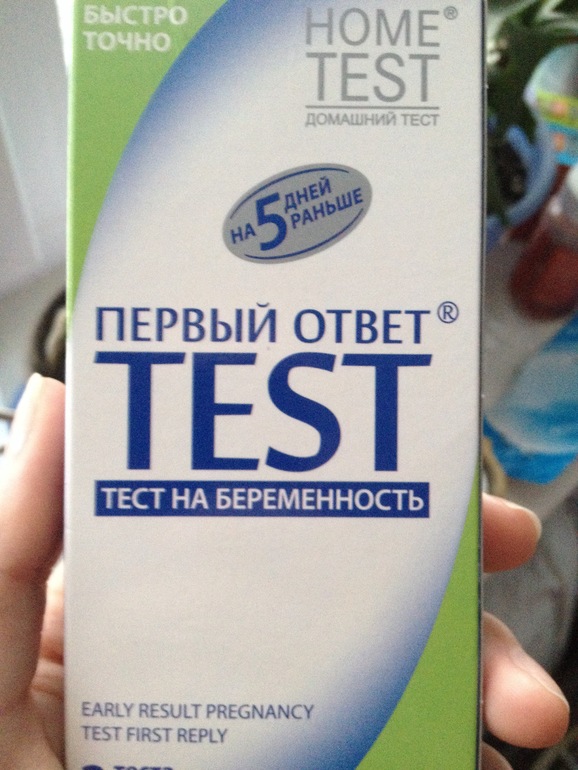 БЫСТРО
ТОЧНО
HOME®
TEST
ДОМАШНИЙ ТЕСТ
НА 5 ДНЕЙ
РАНЬШЕ
ПЕРВЫЙ ОТВЕТ®
TEST
ТЕСТ НА БЕРЕМЕННОСТЬ
EARLY RESULT PREGNANCY
TEST FIRST REPLY